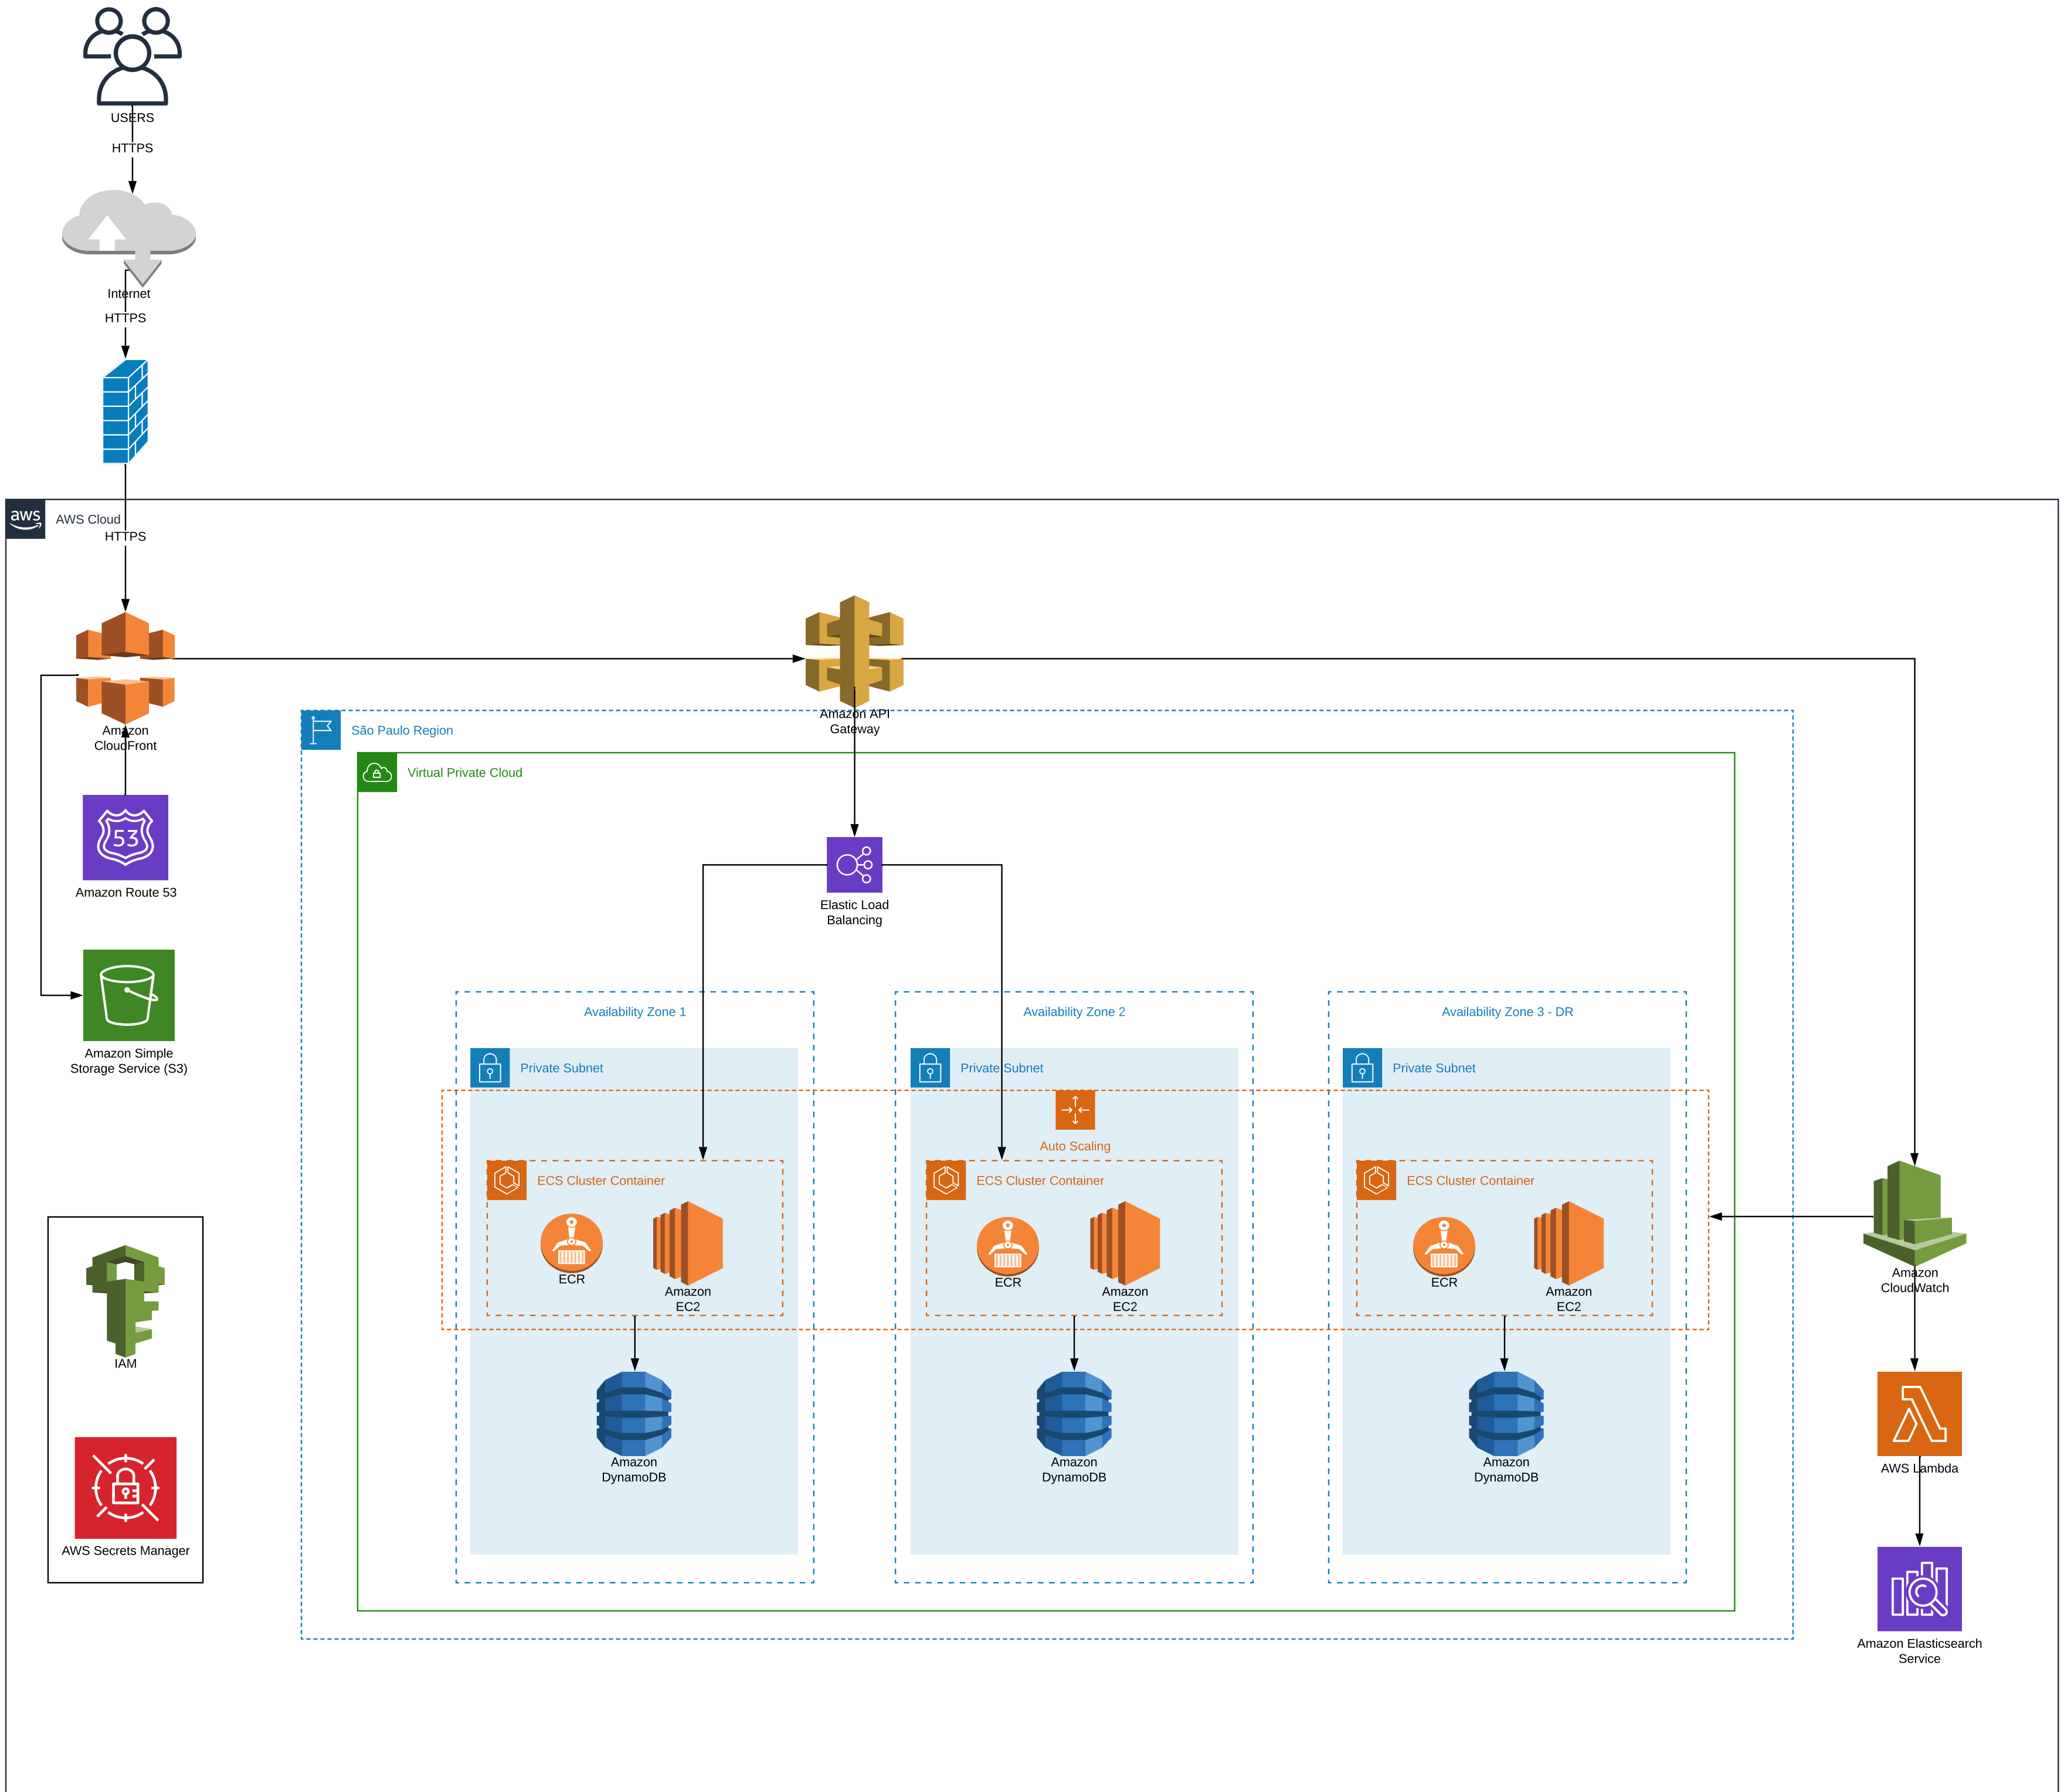 USERS
HTTPS
Internet
HTTPS
aws
AWS Cloud
HTTPS
Amazon
CloudFront
Amazon API
Gateway
São Paulo Region
Virtual Private Cloud
53
Amazon Route 53
Elastic Load
Balancing
Amazon Simple
Storage Service (S3)
Availability Zone 1
Availability Zone 2
Availability Zone 3 - DR
Private Subnet
Private Subnet
Private Subnet
Auto Scaling
ECS Cluster Container
ECS Cluster Container
ECS Cluster Container
ECR
Amazon
EC2
ECR
Amazon
EC2
ECR
Amazon
EC2
Amazon
CloudWatch
IAM
Amazon
DynamoDB
Amazon
DynamoDB
Amazon
DynamoDB
AWS Lambda
AWS Secrets Manager
Amazon Elasticsearch
Service